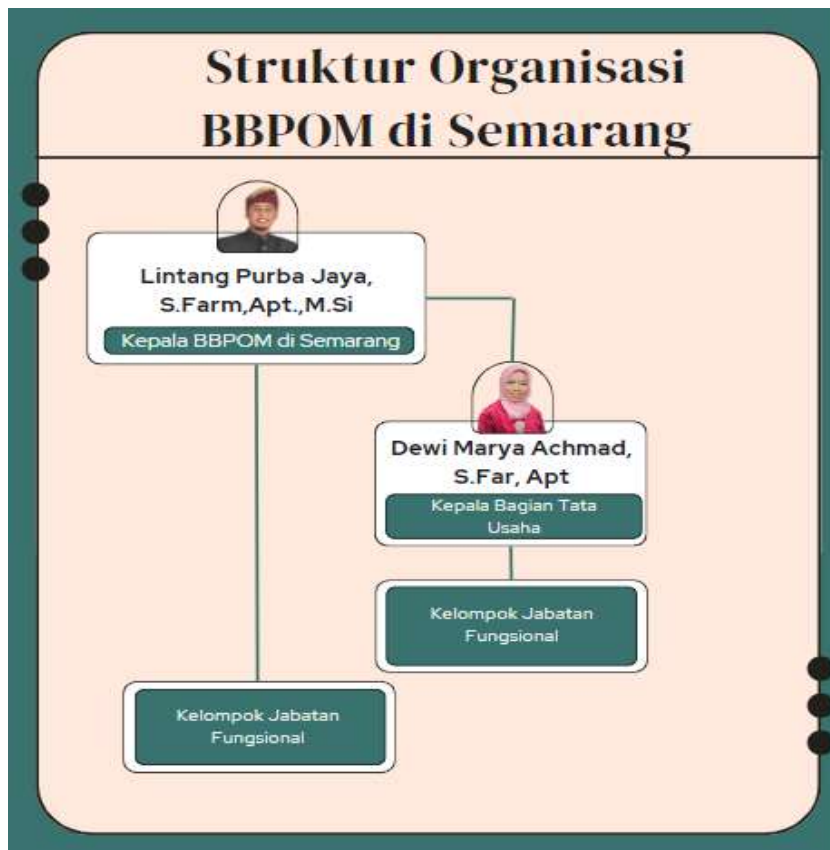 Struktur Organisasi
BBPOM di Semarang
Lintang Purba Jaya,
S.Farm,Apt.,M.Si
Kepala BBPOM di Semarang
Dewi Marya Achmad,
S.Far, Apt
Kepala Bagian Tata
Usaha
Kelompok Jabatan
Fungsional
Kelompok Jabatan
Fungsional